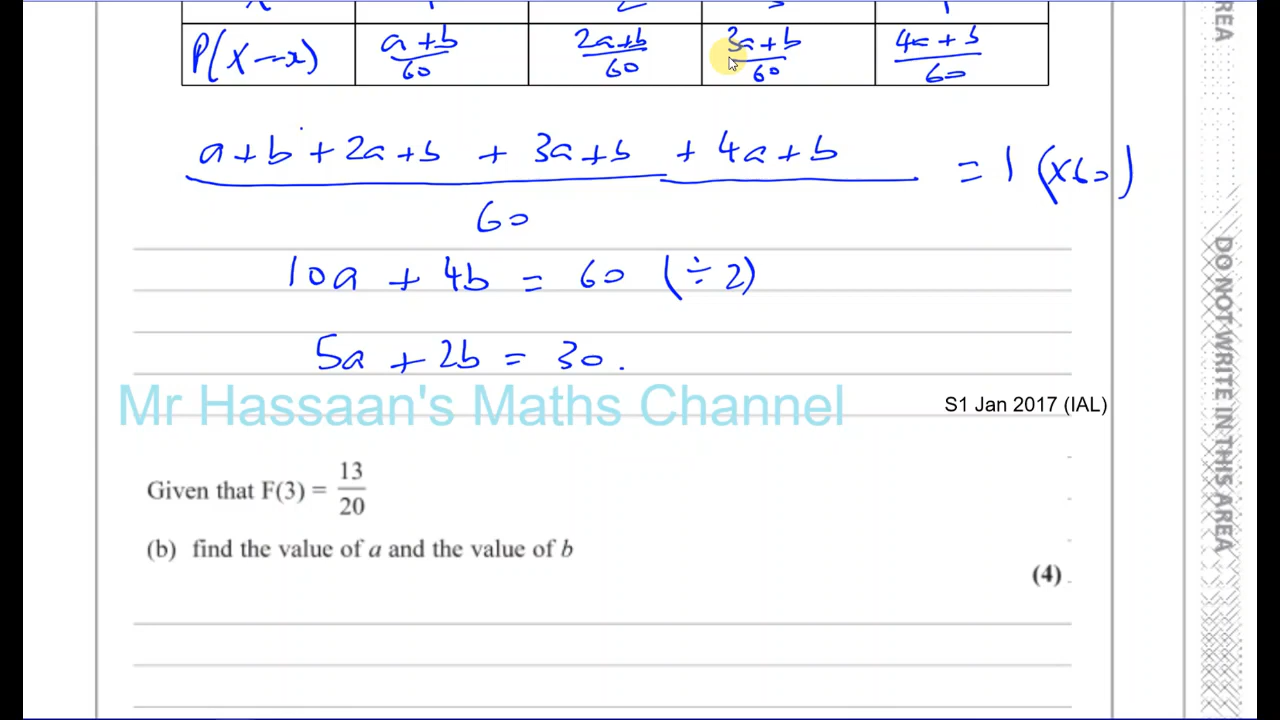 P(X=x) a+b/60 2a+b/60 3a+b/60 4a+b/60
a+b + 2a+b + 3a+b + 4a+b / 60 = 1 (×60)
10a + 4b = 60 (÷2)
5a + 2b = 30.
Mr Hassaan's Maths Channel
S1 Jan 2017 (IAL)
Given that F(3) = 13/20
(b) find the value of a and the value of b
(4)
AREA
DO NOT WRITE IN THIS AREA